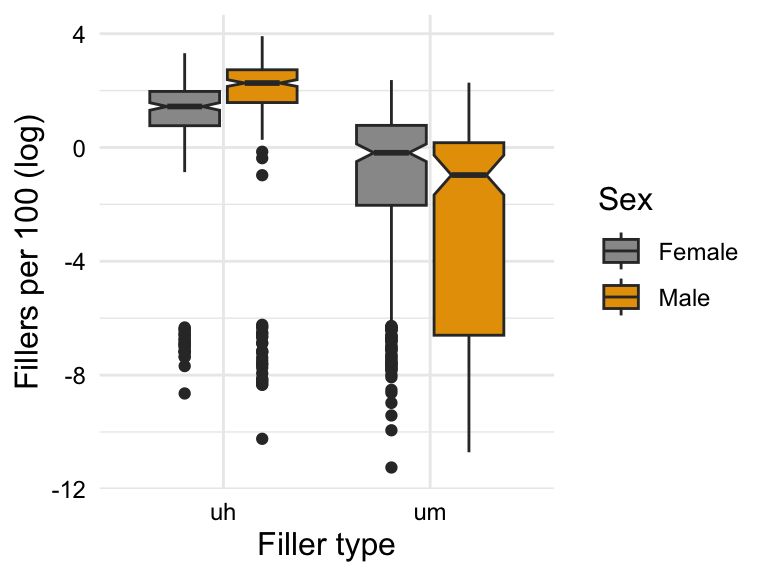 Fillers per 100 (log)
4
0
-4
-8
-12
uh
um
Filler type
Sex
Female
Male